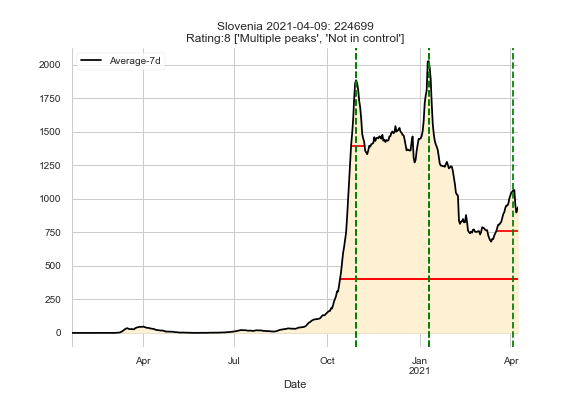 Slovenia 2021-04-09: 224699
Rating:8 ['Multiple peaks', 'Not in control']
Average-7d
2000
1750
1500
1250
1000
750
500
250
0
Apr Jul Oct Jan Apr
2021
Date